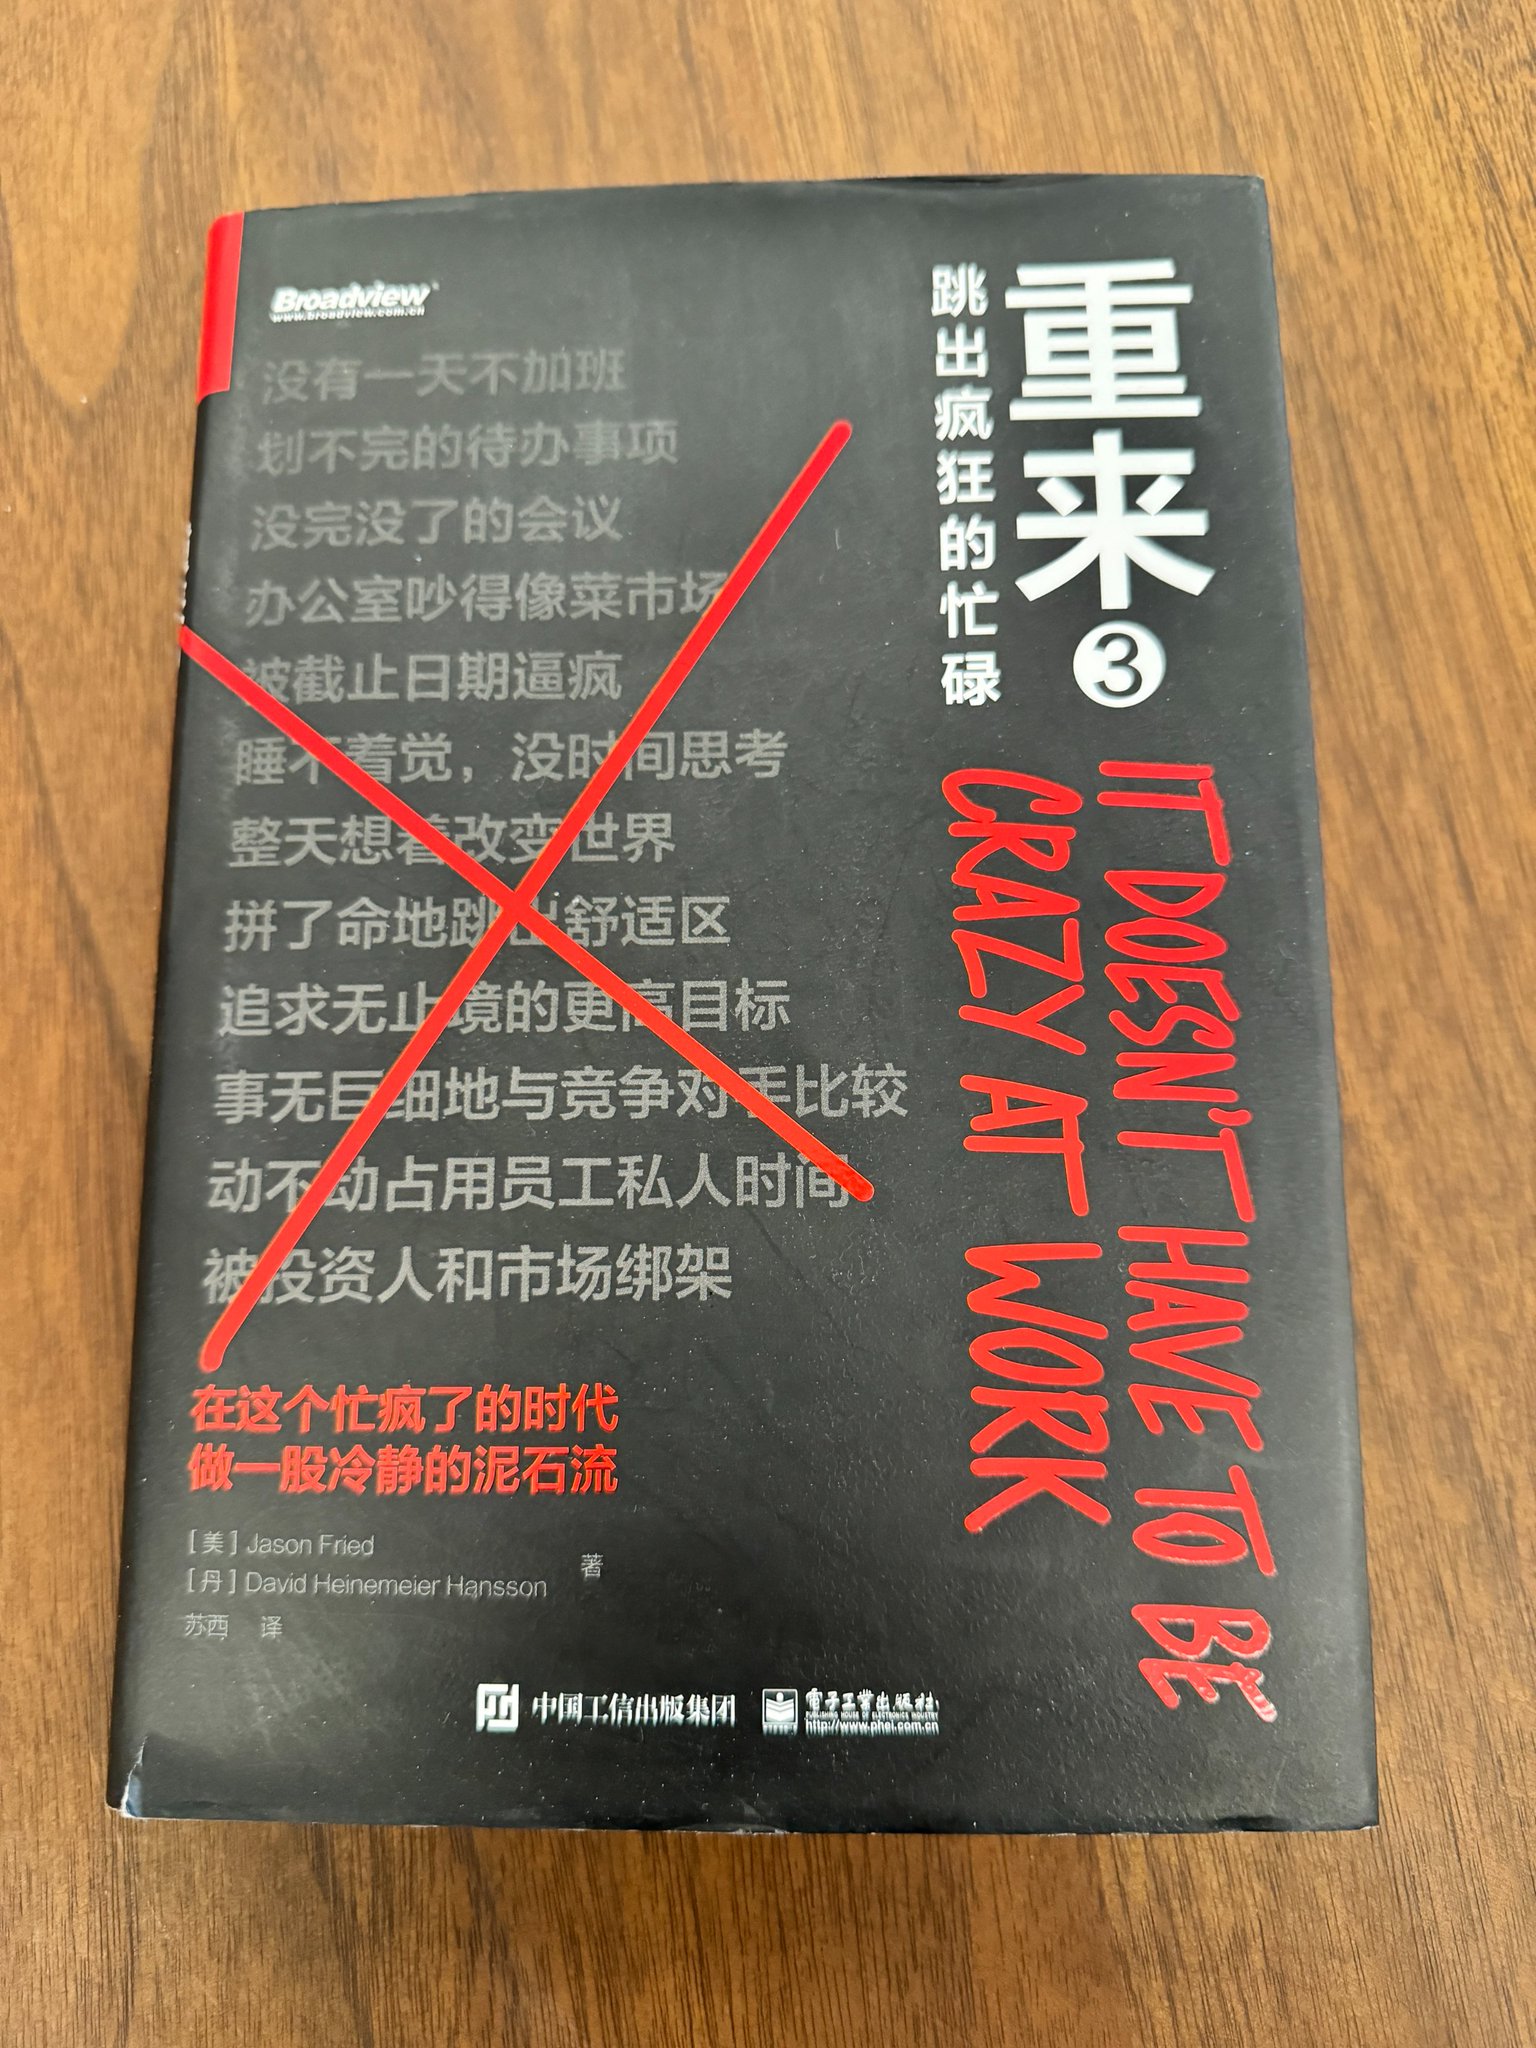 Broadview
www.broadview.com.cn
没有一天不加班
划不完的待办事项
没完没了的会议
办公室吵得像菜市场
被截止日期逼疯
睡不着觉，没时间思考
整天想着改变世界
拼了命地跳出舒适区
追求无止境的更高目标
事无巨细地与竞争对手比较
动不动占用员工私人时间
被投资人和市场绑架
在这个忙疯了的时代
做一股冷静的泥石流
[美] Jason Fried
[丹] David Heinemeier Hansson
著
苏西 译
重来3
跳出疯狂的忙碌
IT DOESN'T HAVE TO BE
CRAZY AT WORK
中国工信出版集团
电子工业出版社
PUBLISHING HOUSE OF ELECTRONICS INDUSTRY
http://www.phei.com.cn